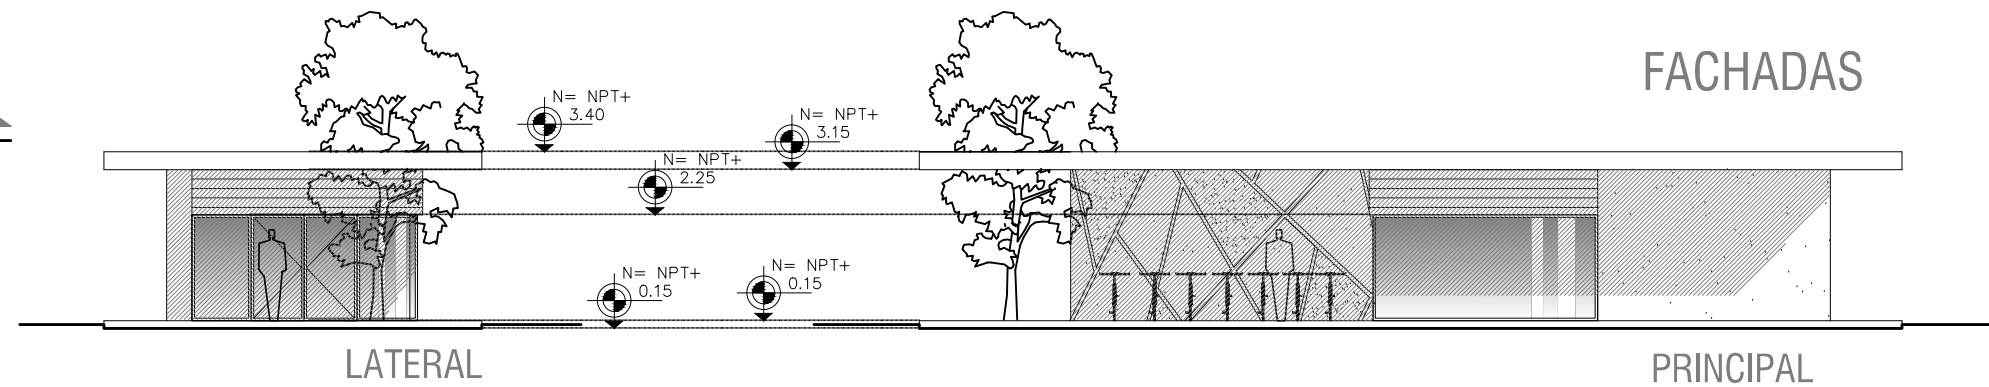 FACHADAS
N= NPT+
3.40
N= NPT+
3.15
N= NPT+
2.25
N= NPT+
0.15
N= NPT+
0.15
LATERAL
PRINCIPAL